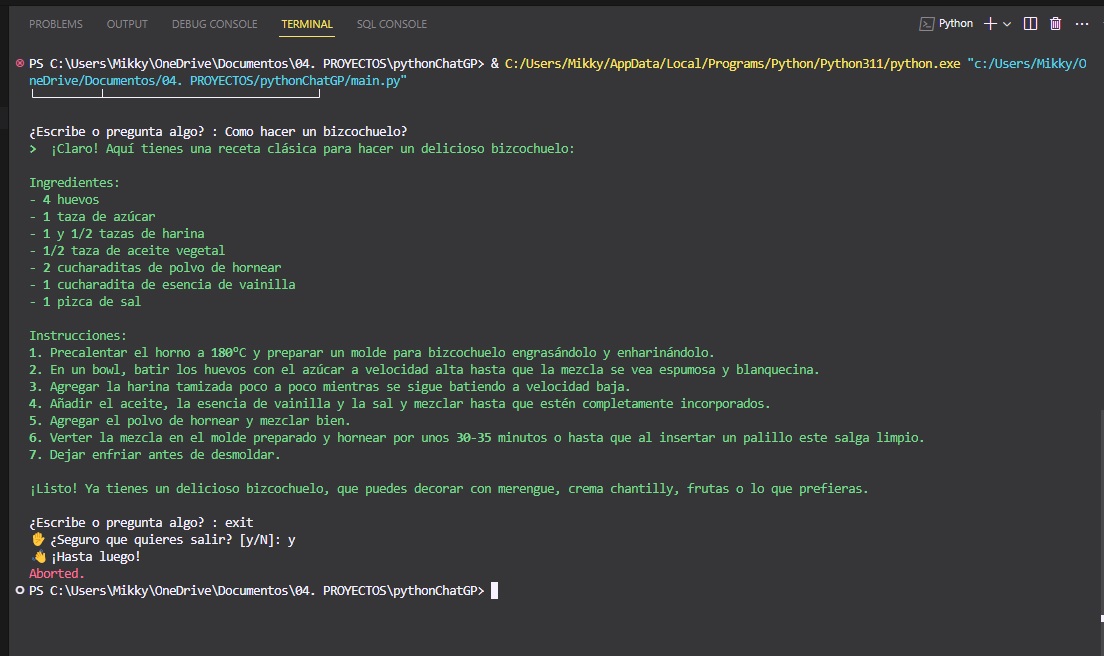 PROBLEMS OUTPUT DEBUG CONSOLE TERMINAL SQL CONSOLE Python
PS C:\Users\Mikky\OneDrive\Documentos\04. PROYECTOS\pythonChatGP> & C:/Users/Mikky/AppData/Local/Programs/Python/Python311/python.exe "c:/Users/Mikky/O
neDrive/Documentos/04. PROYECTOS/pythonChatGP/main.py"
¿Escribe o pregunta algo? : Como hacer un bizcochuelo?
> ¡Claro! Aquí tienes una receta clásica para hacer un delicioso bizcochuelo:
Ingredientes:
- 4 huevos
- 1 taza de azúcar
- 1 y 1/2 tazas de harina
- 1/2 taza de aceite vegetal
- 2 cucharaditas de polvo de hornear
- 1 cucharadita de esencia de vainilla
- 1 pizca de sal
Instrucciones:
1. Precalentar el horno a 180°C y preparar un molde para bizcochuelo engrasándolo y enharinándolo.
2. En un bowl, batir los huevos con el azúcar a velocidad alta hasta que la mezcla se vea espumosa y blanquecina.
3. Agregar la harina tamizada poco a poco mientras se sigue batiendo a velocidad baja.
4. Añadir el aceite, la esencia de vainilla y la sal y mezclar hasta que estén completamente incorporados.
5. Agregar el polvo de hornear y mezclar bien.
6. Verter la mezcla en el molde preparado y hornear por unos 30-35 minutos o hasta que al insertar un palillo este salga limpio.
7. Dejar enfriar antes de desmoldar.
¡Listo! Ya tienes un delicioso bizcochuelo, que puedes decorar con merengue, crema chantilly, frutas o lo que prefieras.
¿Escribe o pregunta algo? : exit
✋ ¿Seguro que quieres salir? [y/N]: y
👋 ¡Hasta luego!
Aborted.
PS C:\Users\Mikky\OneDrive\Documentos\04. PROYECTOS\pythonChatGP>